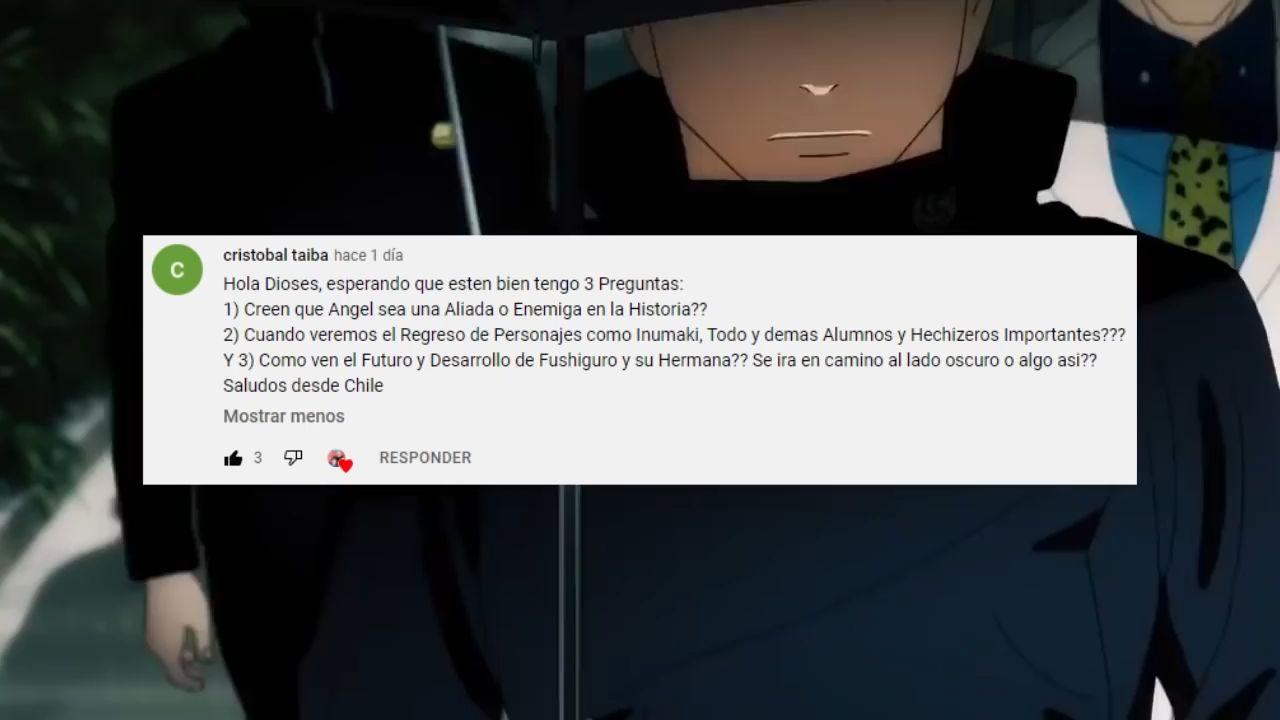 C
cristobal taiba hace 1 día
Hola Dioses, esperando que esten bien tengo 3 Preguntas:
1) Creen que Angel sea una Aliada o Enemiga en la Historia??
2) Cuando veremos el Regreso de Personajes como Inumaki, Todo y demas Alumnos y Hechizeros Importantes???
Y 3) Como ven el Futuro y Desarrollo de Fushiguro y su Hermana?? Se ira en camino al lado oscuro o algo asi??
Saludos desde Chile
Mostrar menos
3 RESPONDER